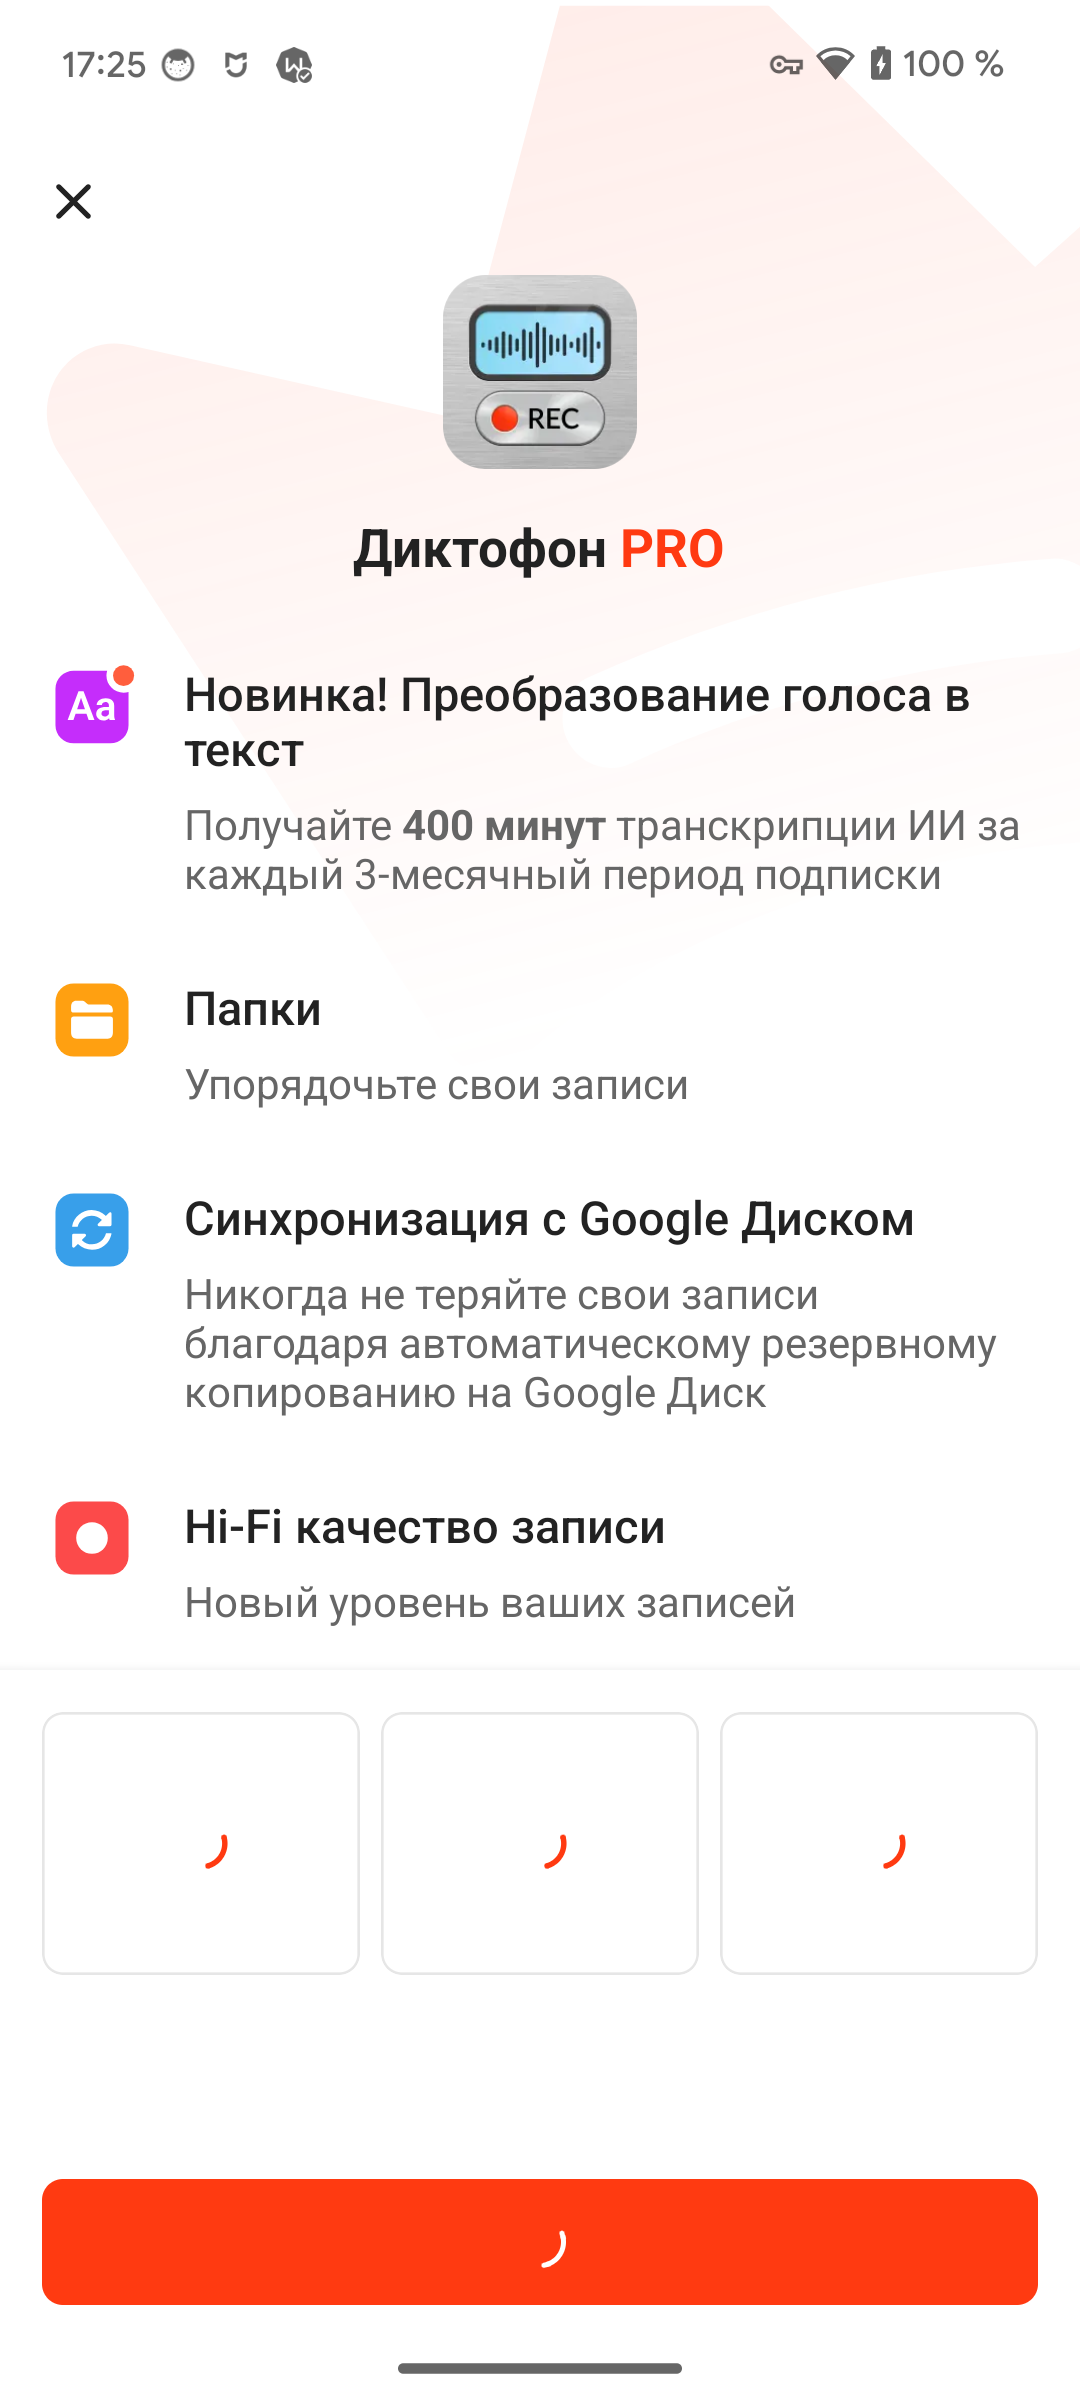 17:25
100 %
REC
Диктофон PRO
Aa
Новинка! Преобразование голоса в
текст
Получайте 400 минут транскрипции ИИ за
каждый 3-месячный период подписки
Папки
Упорядочьте свои записи
Синхронизация с Google Диском
Никогда не теряйте свои записи
благодаря автоматическому резервному
копированию на Google Диск
Hi-Fi качество записи
Новый уровень ваших записей